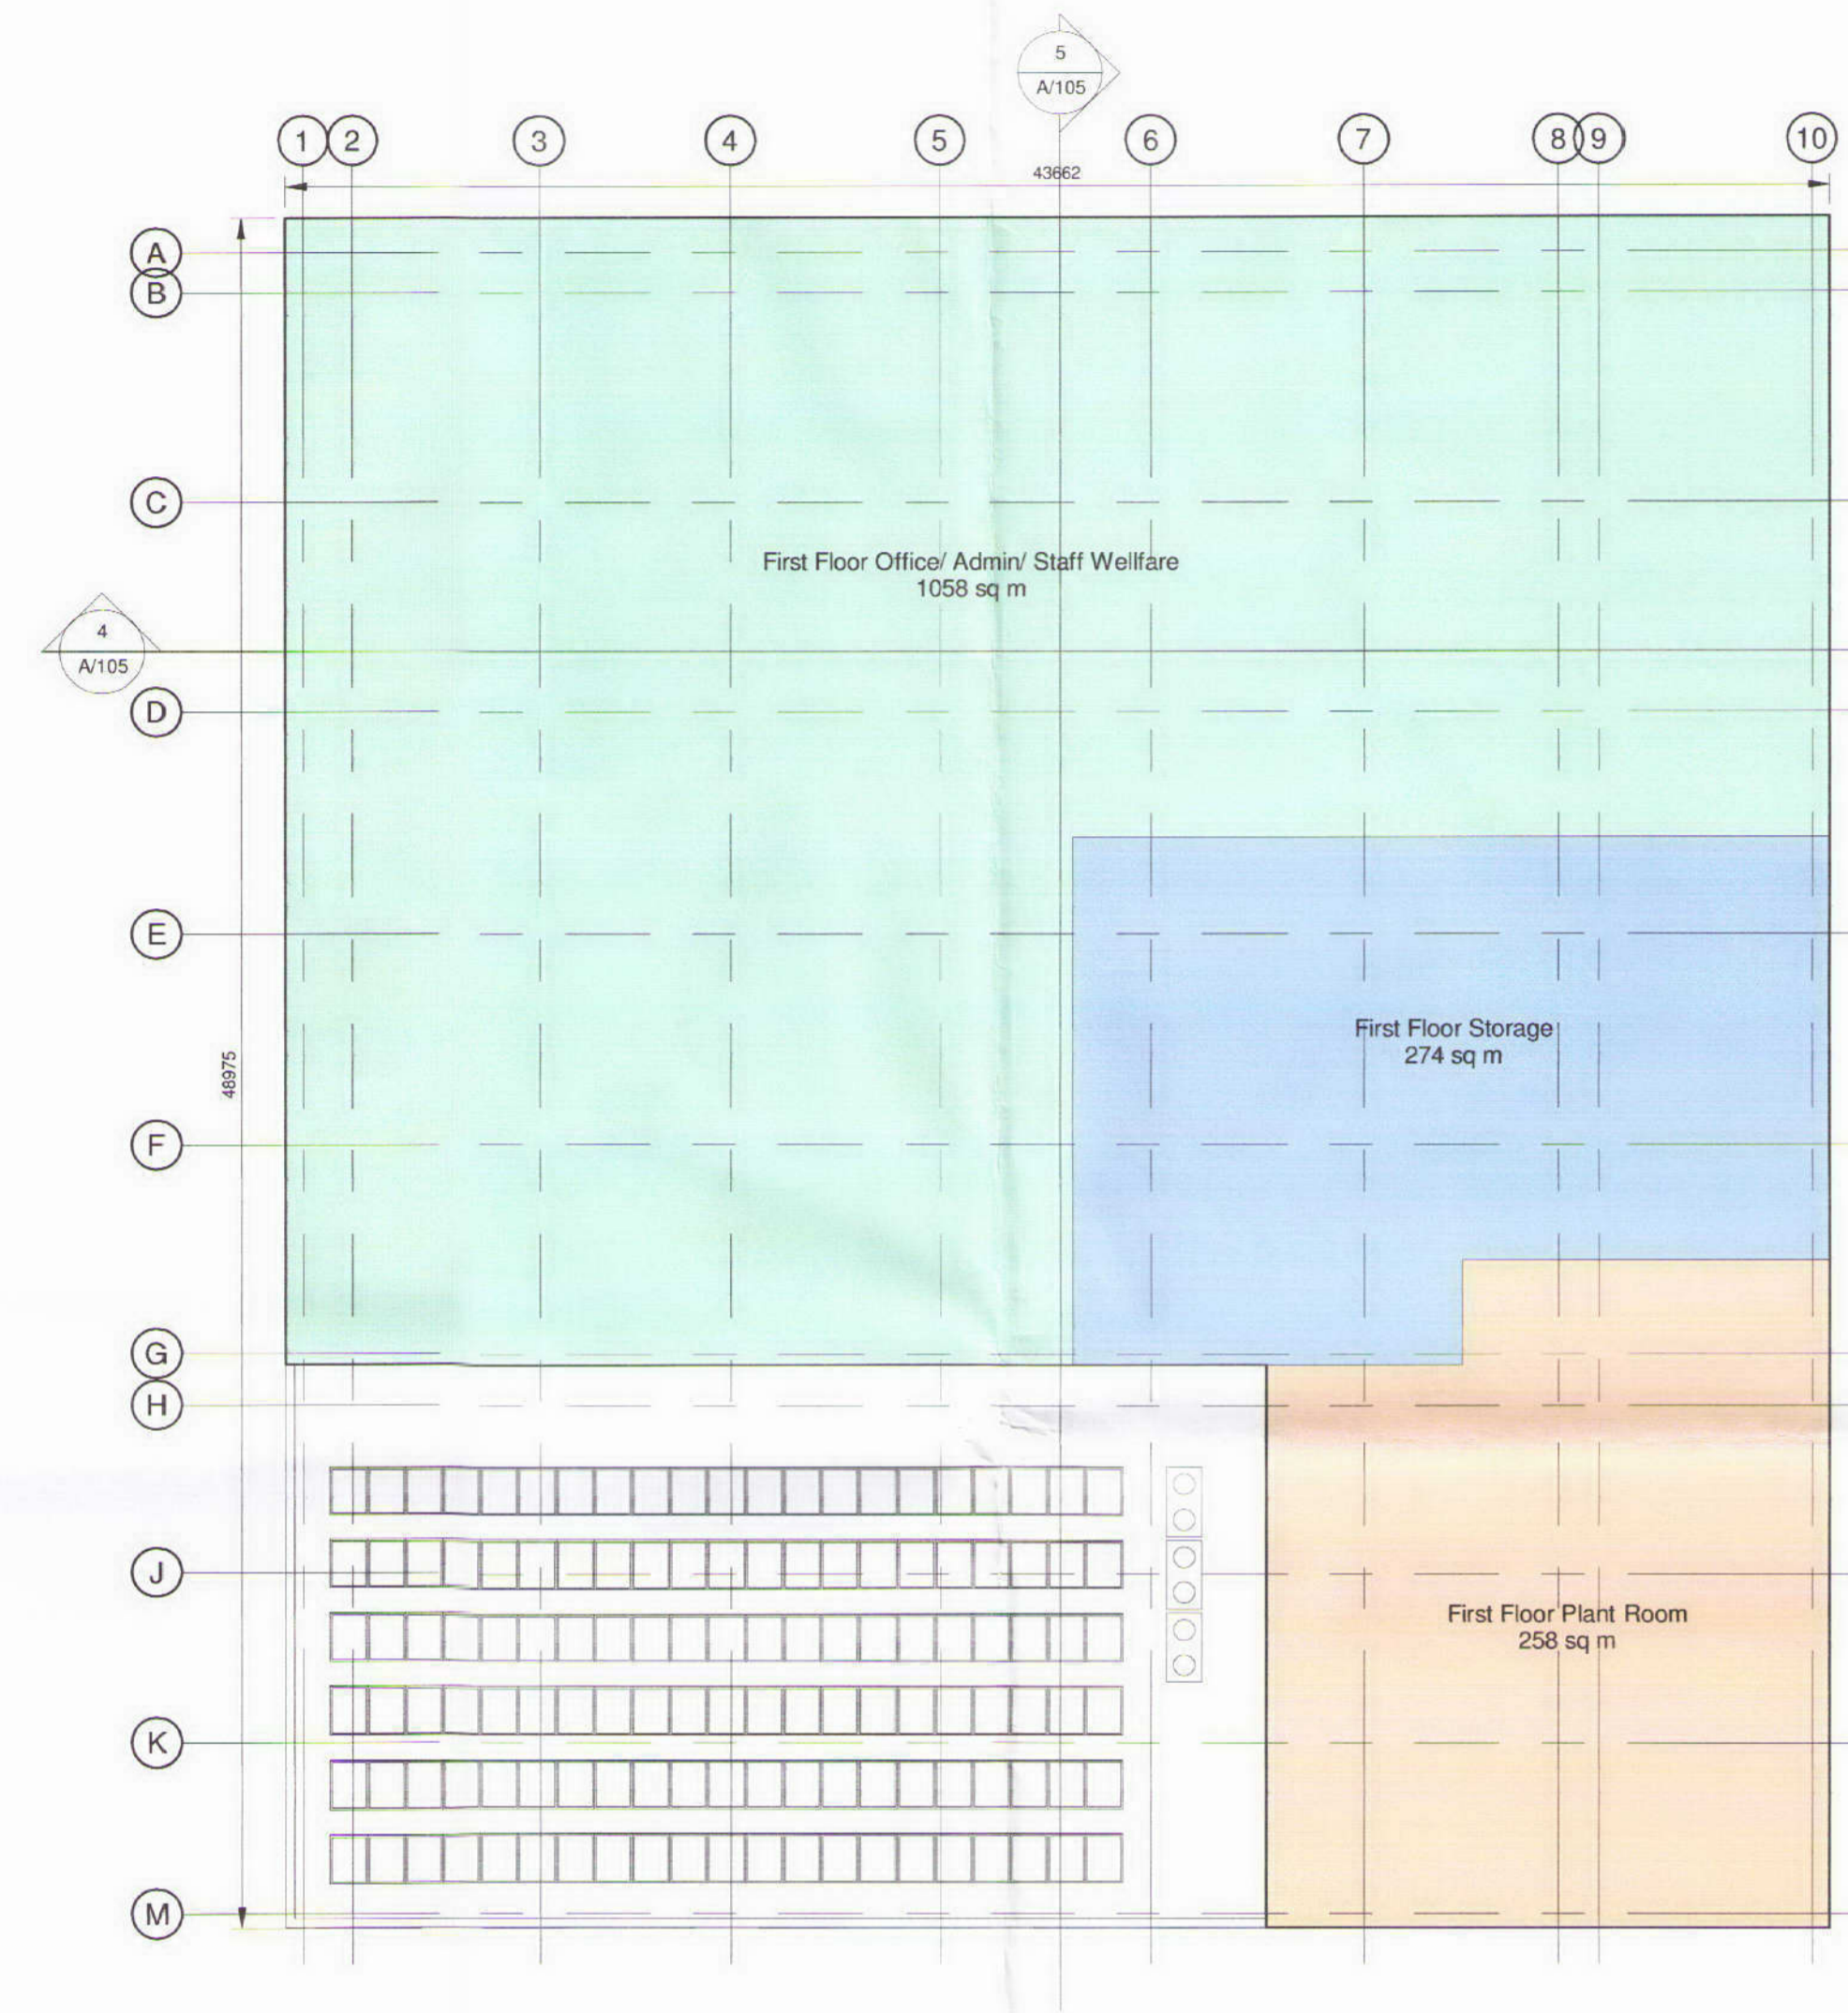 5
A/105
1 2 3 4 5 6 7 8 9 10
43662
A
B
C
First Floor Office/ Admin/ Staff Wellfare
1058 sq m
4
A/105
D
E
First Floor Storage
274 sq m
48975
F
G
H
J
First Floor Plant Room
258 sq m
K
M